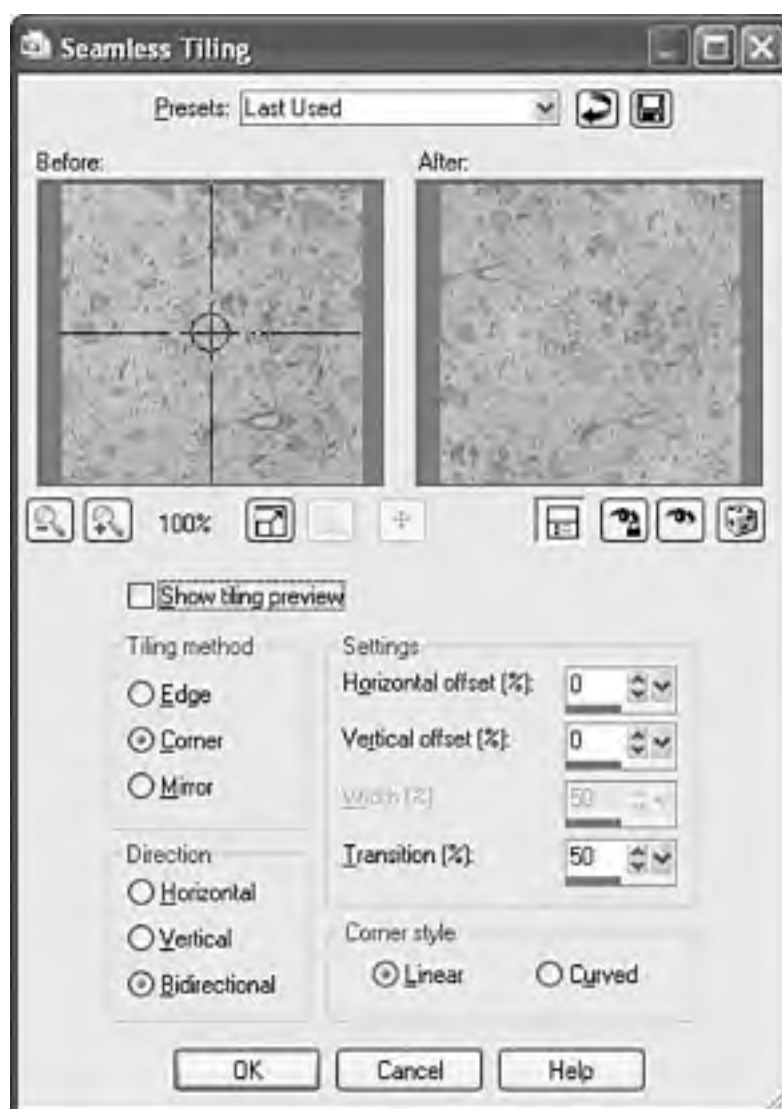 Seamless Tiling
Presets: Last Used
Before: After:
100%
Show tiling preview
Tiling method
Edge
Corner
Mirror
Direction
Horizontal
Vertical
Bidirectional
Settings
Horizontal offset (%): 0
Vertical offset (%): 0
Width (%) 50
Transition (%): 50
Corner style
Linear Curved
OK Cancel Help